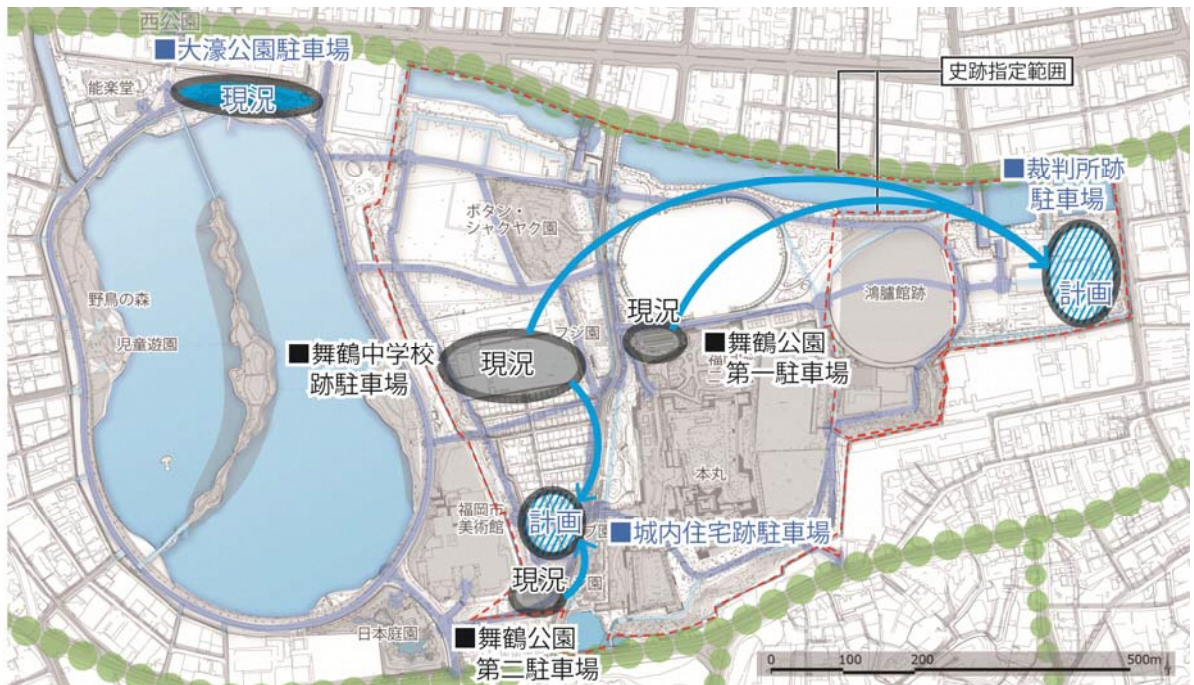 西公園
■大濠公園駐車場
能楽堂
現況
史跡指定範囲
■裁判所跡
駐車場
ボタン・
シャクヤク園
計画
鴻臚館跡
野鳥の森
児童遊園
現況
フジ園
■舞鶴中学校
跡駐車場
現況
■舞鶴公園
第一駐車場
本丸
福岡市
美術館
計画
■城内住宅跡駐車場
現況
園
日本庭園
■舞鶴公園
第二駐車場
0 100 200 500m